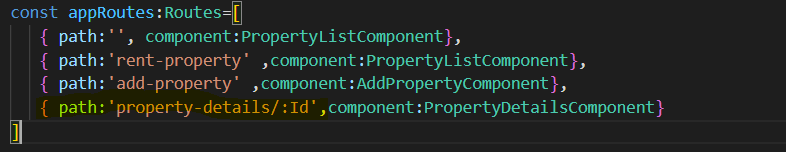 const appRoutes:Routes=[
{ path:'', component:PropertyListComponent},
{ path:'rent-property' ,component:PropertyListComponent},
{ path:'add-property' ,component:AddPropertyComponent},
{ path:'property-details/:Id',component:PropertyDetailsComponent}
]